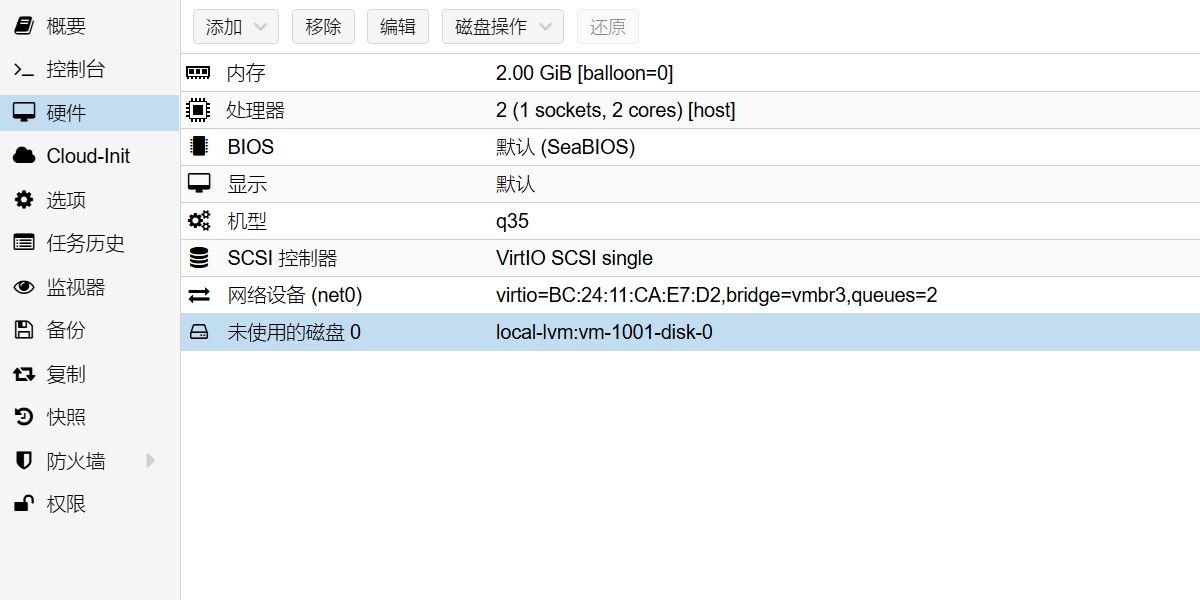 概要
控制台
硬件
Cloud-Init
选项
任务历史
监视器
备份
复制
快照
防火墙
权限
添加 移除 编辑 磁盘操作 还原
内存 2.00 GiB [balloon=0]
处理器 2 (1 sockets, 2 cores) [host]
BIOS 默认 (SeaBIOS)
显示 默认
机型 q35
SCSI 控制器 VirtIO SCSI single
网络设备 (net0) virtio=BC:24:11:CA:E7:D2,bridge=vmbr3,queues=2
未使用的磁盘 0 local-lvm:vm-1001-disk-0